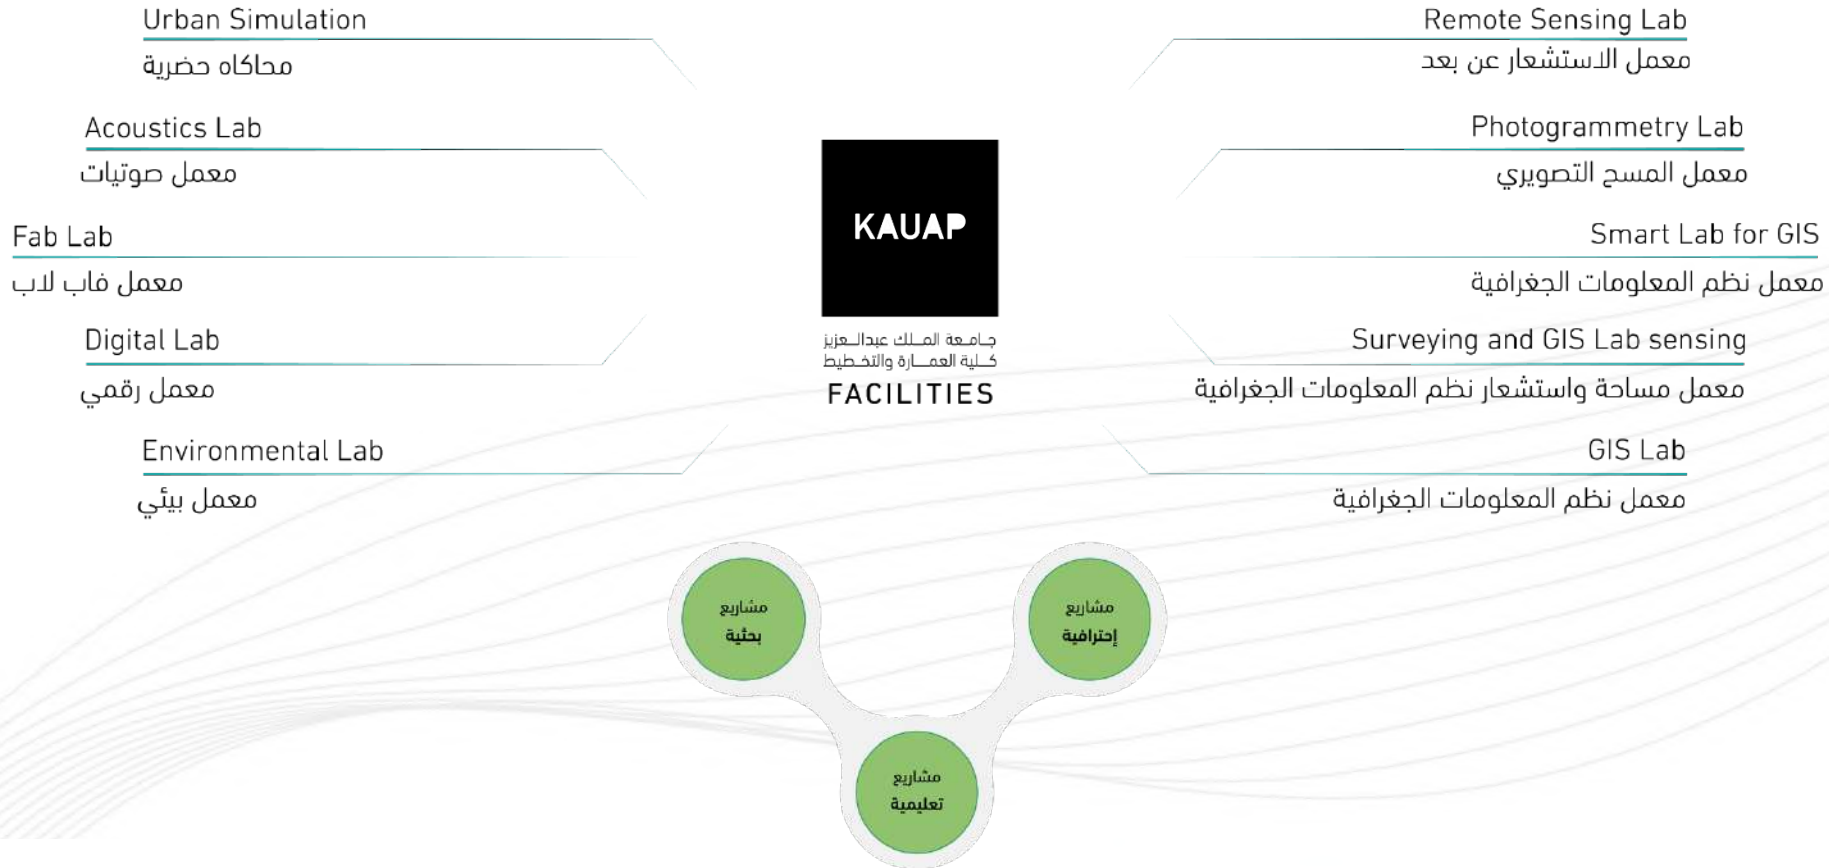 Urban Simulation
محاكاه حضرية
Acoustics Lab
معمل صوتيات
Fab Lab
معمل فاب لاب
Digital Lab
معمل رقمي
Environmental Lab
معمل بيئي
KAUAP
جامعة الملك عبدالعزيز
كلية العمارة والتخطيط
FACILITIES
Remote Sensing Lab
معمل الاستشعار عن بعد
Photogrammetry Lab
معمل المسح التصويري
Smart Lab for GIS
معمل نظم المعلومات الجغرافية
Surveying and GIS Lab sensing
معمل مساحة واستشعار نظم المعلومات الجغرافية
GIS Lab
معمل نظم المعلومات الجغرافية
مشاريع
إحترافية
مشاريع
بحثية
مشاريع
تعليمية